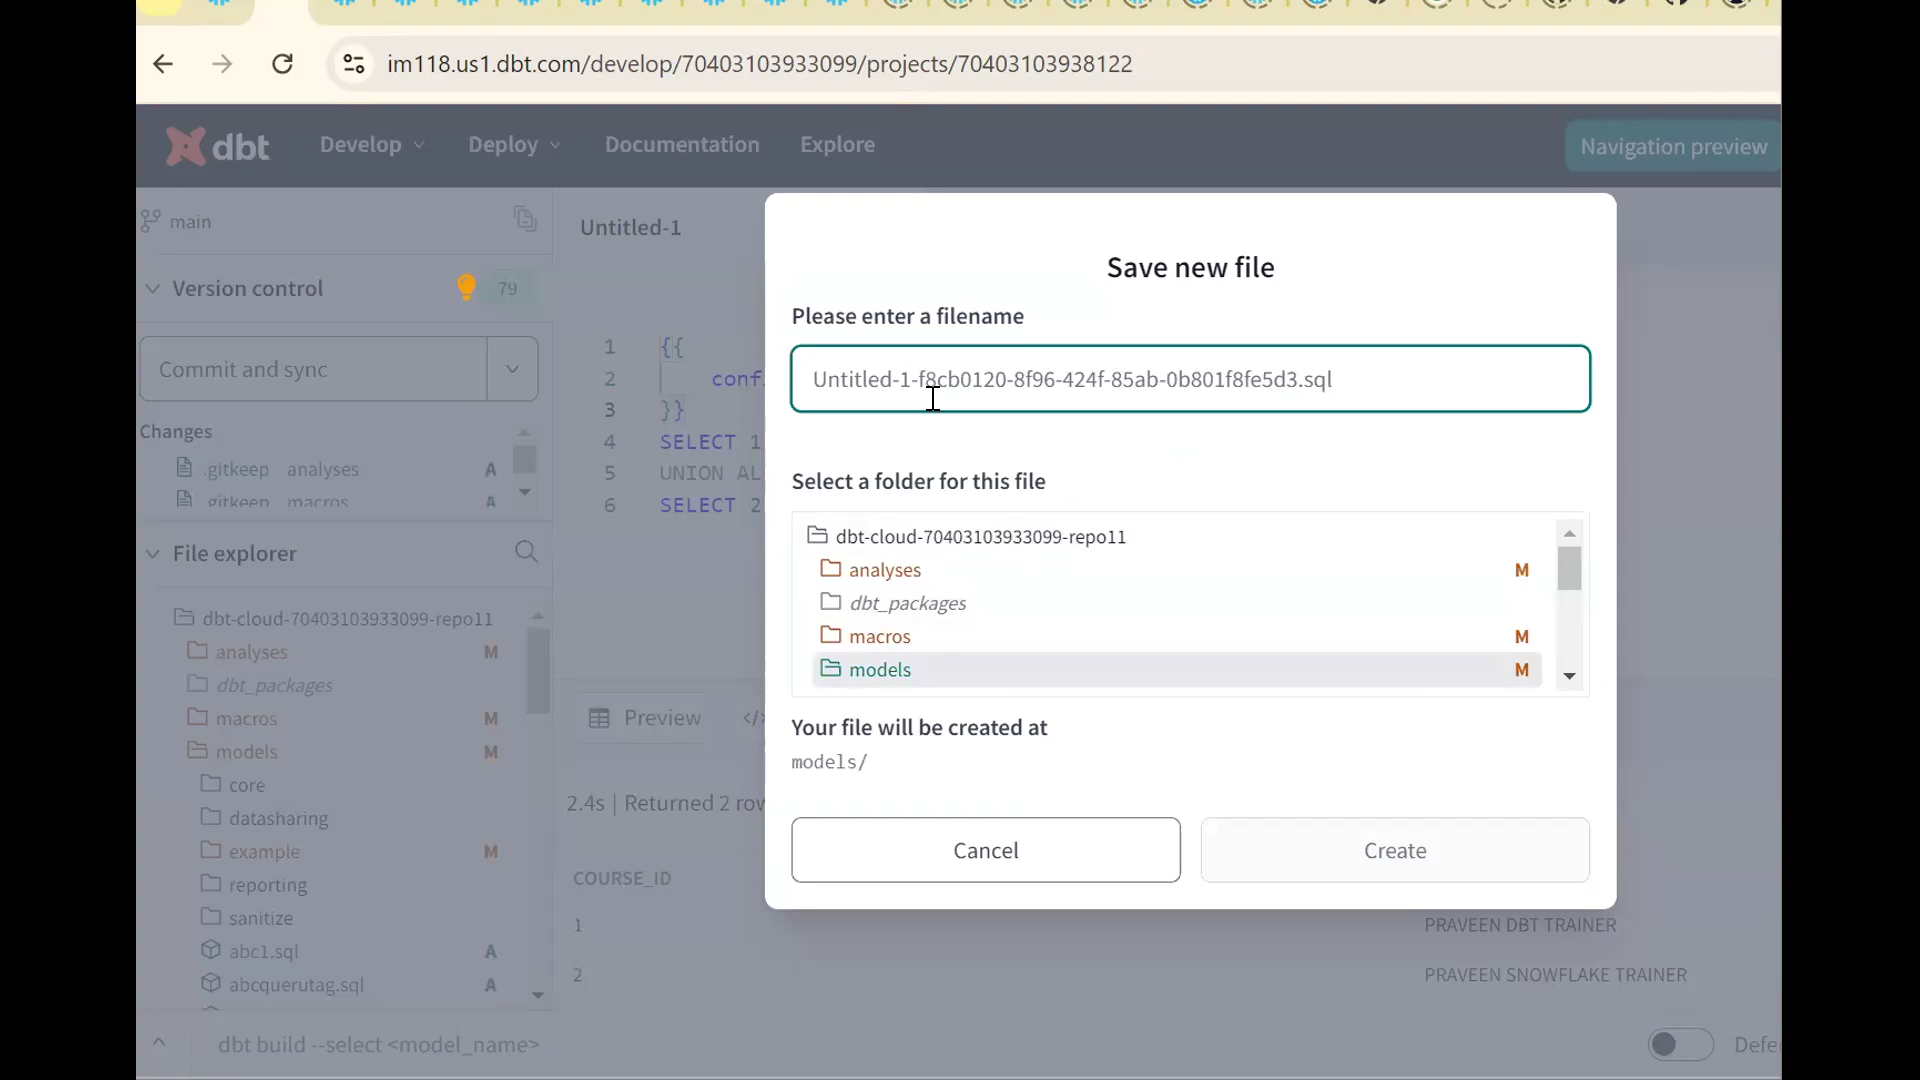 im118.us1.dbt.com/develop/70403103933099/projects/70403103938122
dbt
Develop
Deploy
Documentation
Explore
Navigation preview
main
Version control
79
Commit and sync
Changes
.gitkeep analyses A
.gitkeep macros A
File explorer
dbt-cloud-70403103933099-repo11
analyses M
dbt_packages
macros M
models M
core
datasharing
example M
reporting
sanitize
abc1.sql A
abcquerutag.sql A
Untitled-1
1 {{
2 conf
3 }}
4 SELECT 1
5 UNION AL
6 SELECT 2
Preview
</>
2.4s | Returned 2 row
COURSE_ID
1 PRAVEEN DBT TRAINER
2 PRAVEEN SNOWFLAKE TRAINER
Save new file
Please enter a filename
Untitled-1-f8cb0120-8f96-424f-85ab-0b801f8fe5d3.sql
Select a folder for this file
dbt-cloud-70403103933099-repo11
analyses M
dbt_packages
macros M
models M
Your file will be created at
models/
Cancel
Create
dbt build --select <model_name>
Defe